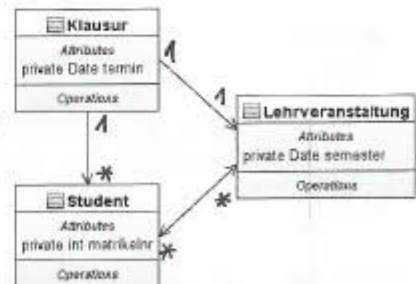 Klausur
Attributes
private Date termin
Operations
1
1
1
*
Lehrveranstaltung
Attributes
private Date semester
Operations
*
*
Student
Attributes
private int matrikelnr
Operations